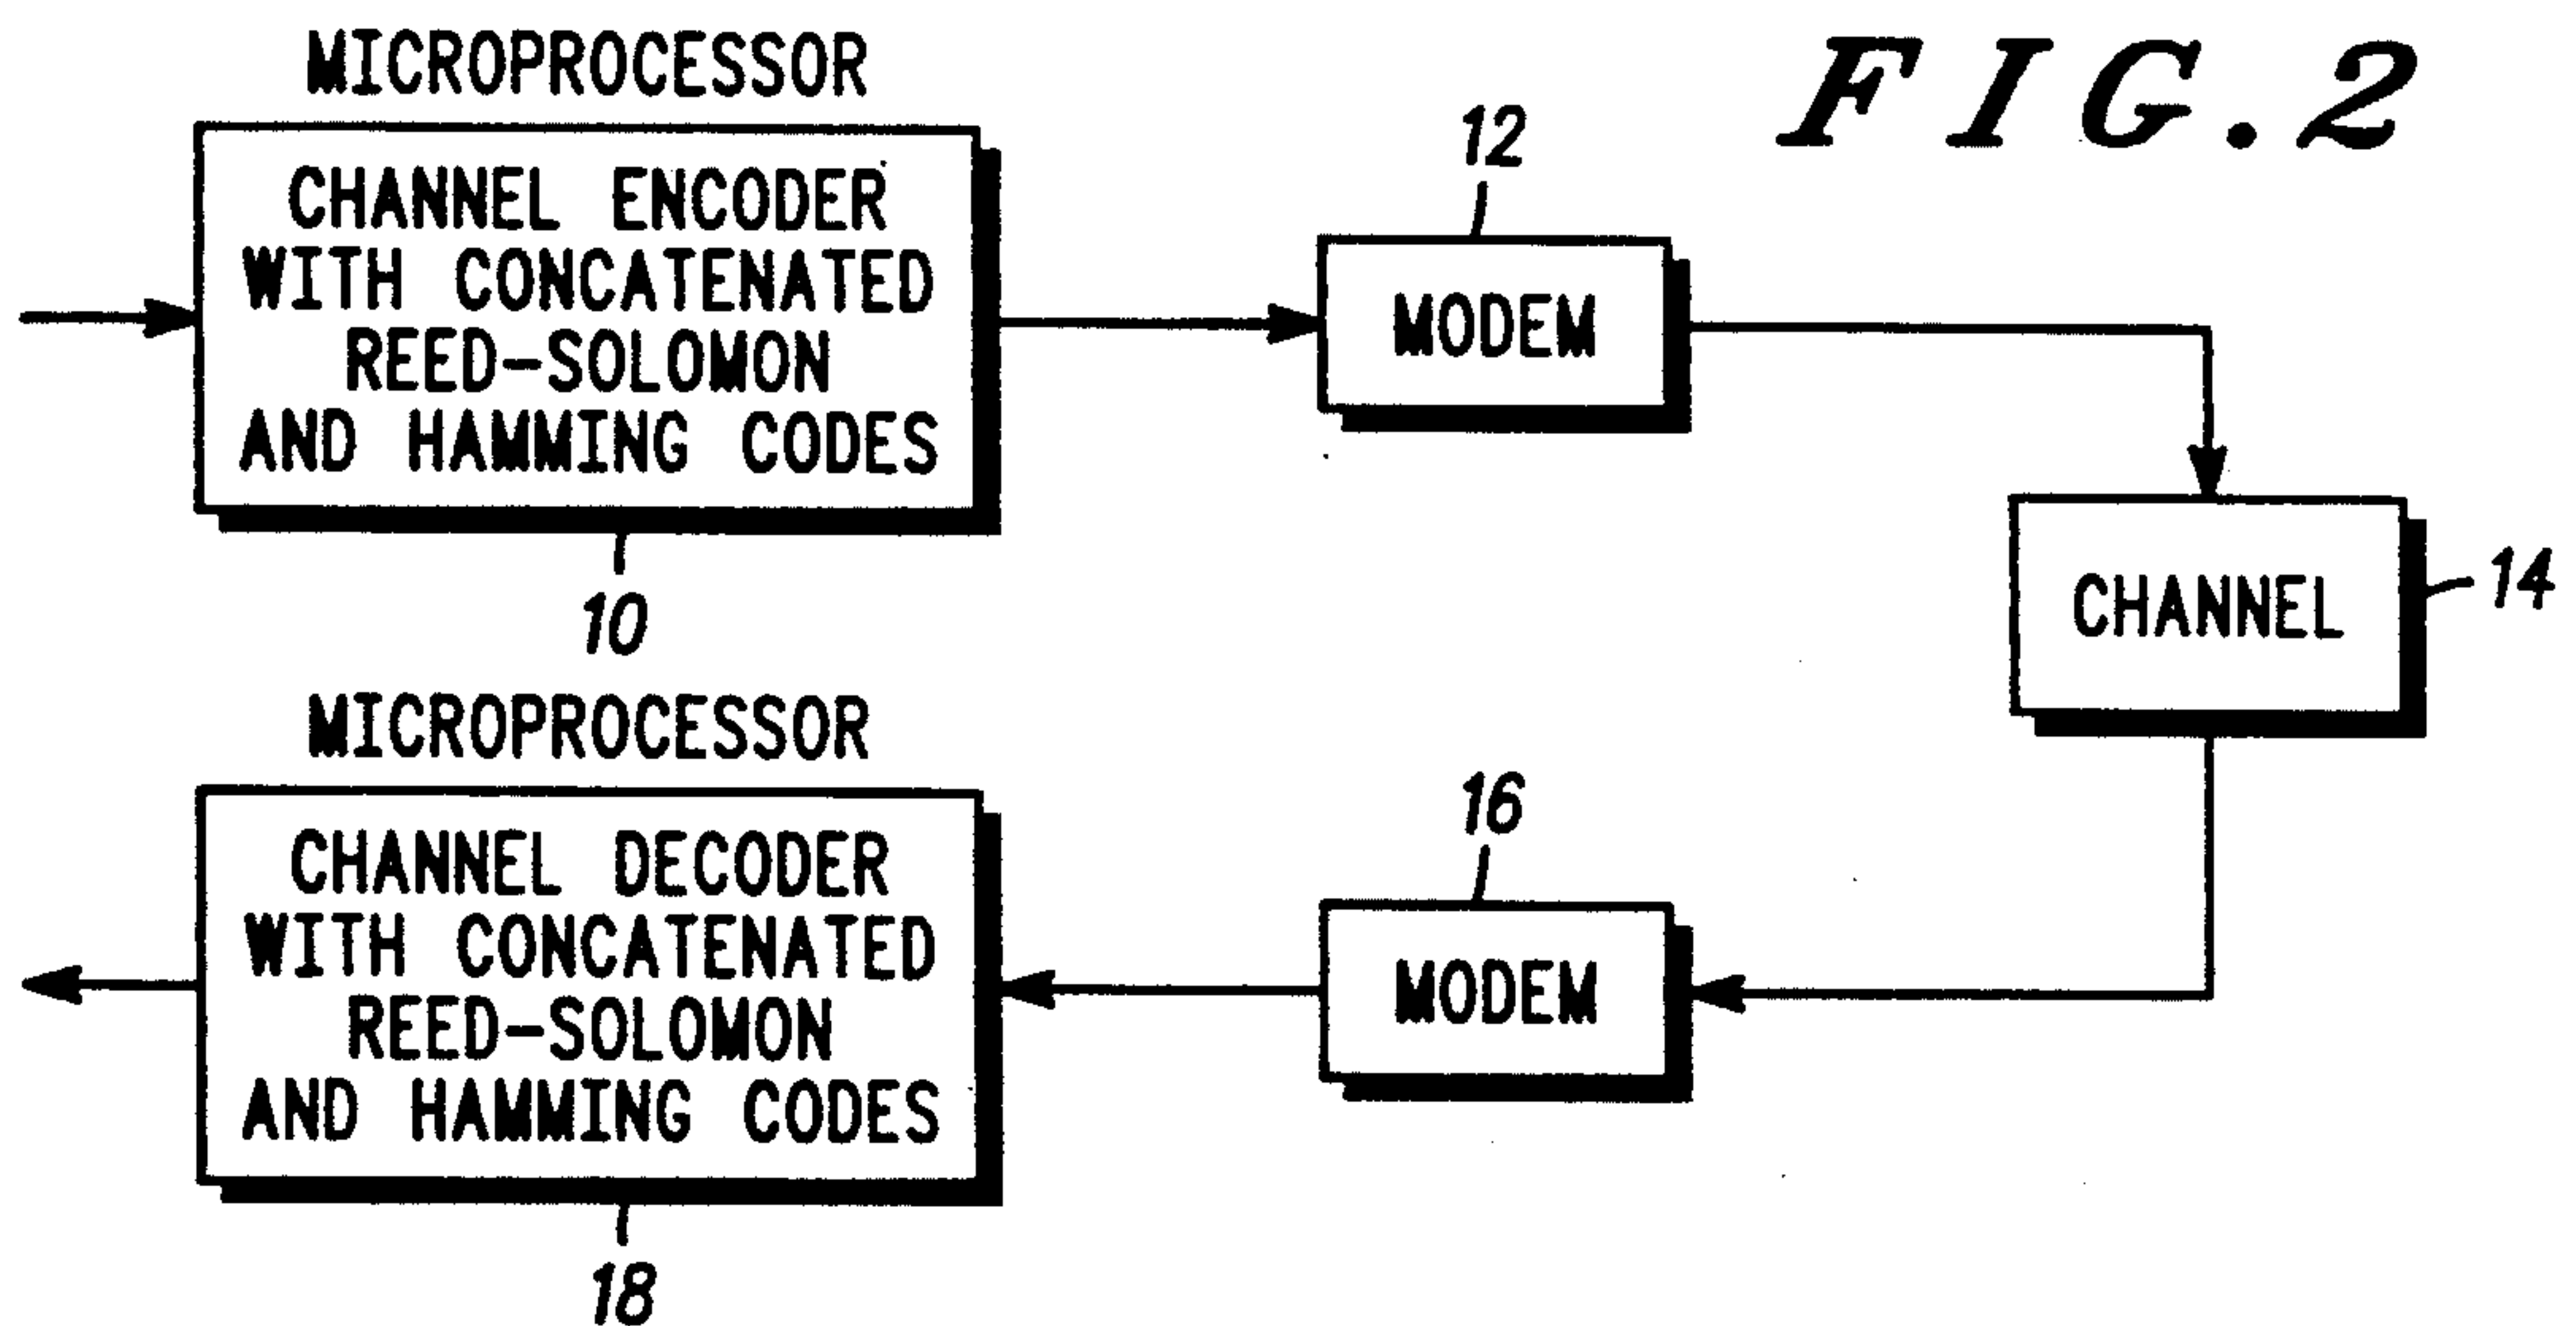 MICROPROCESSOR
FIG.2
CHANNEL ENCODER
WITH CONCATENATED
REED-SOLOMON
AND HAMMING CODES
10
12
MODEM
CHANNEL
14
MICROPROCESSOR
CHANNEL DECODER
WITH CONCATENATED
REED-SOLOMON
AND HAMMING CODES
18
16
MODEM